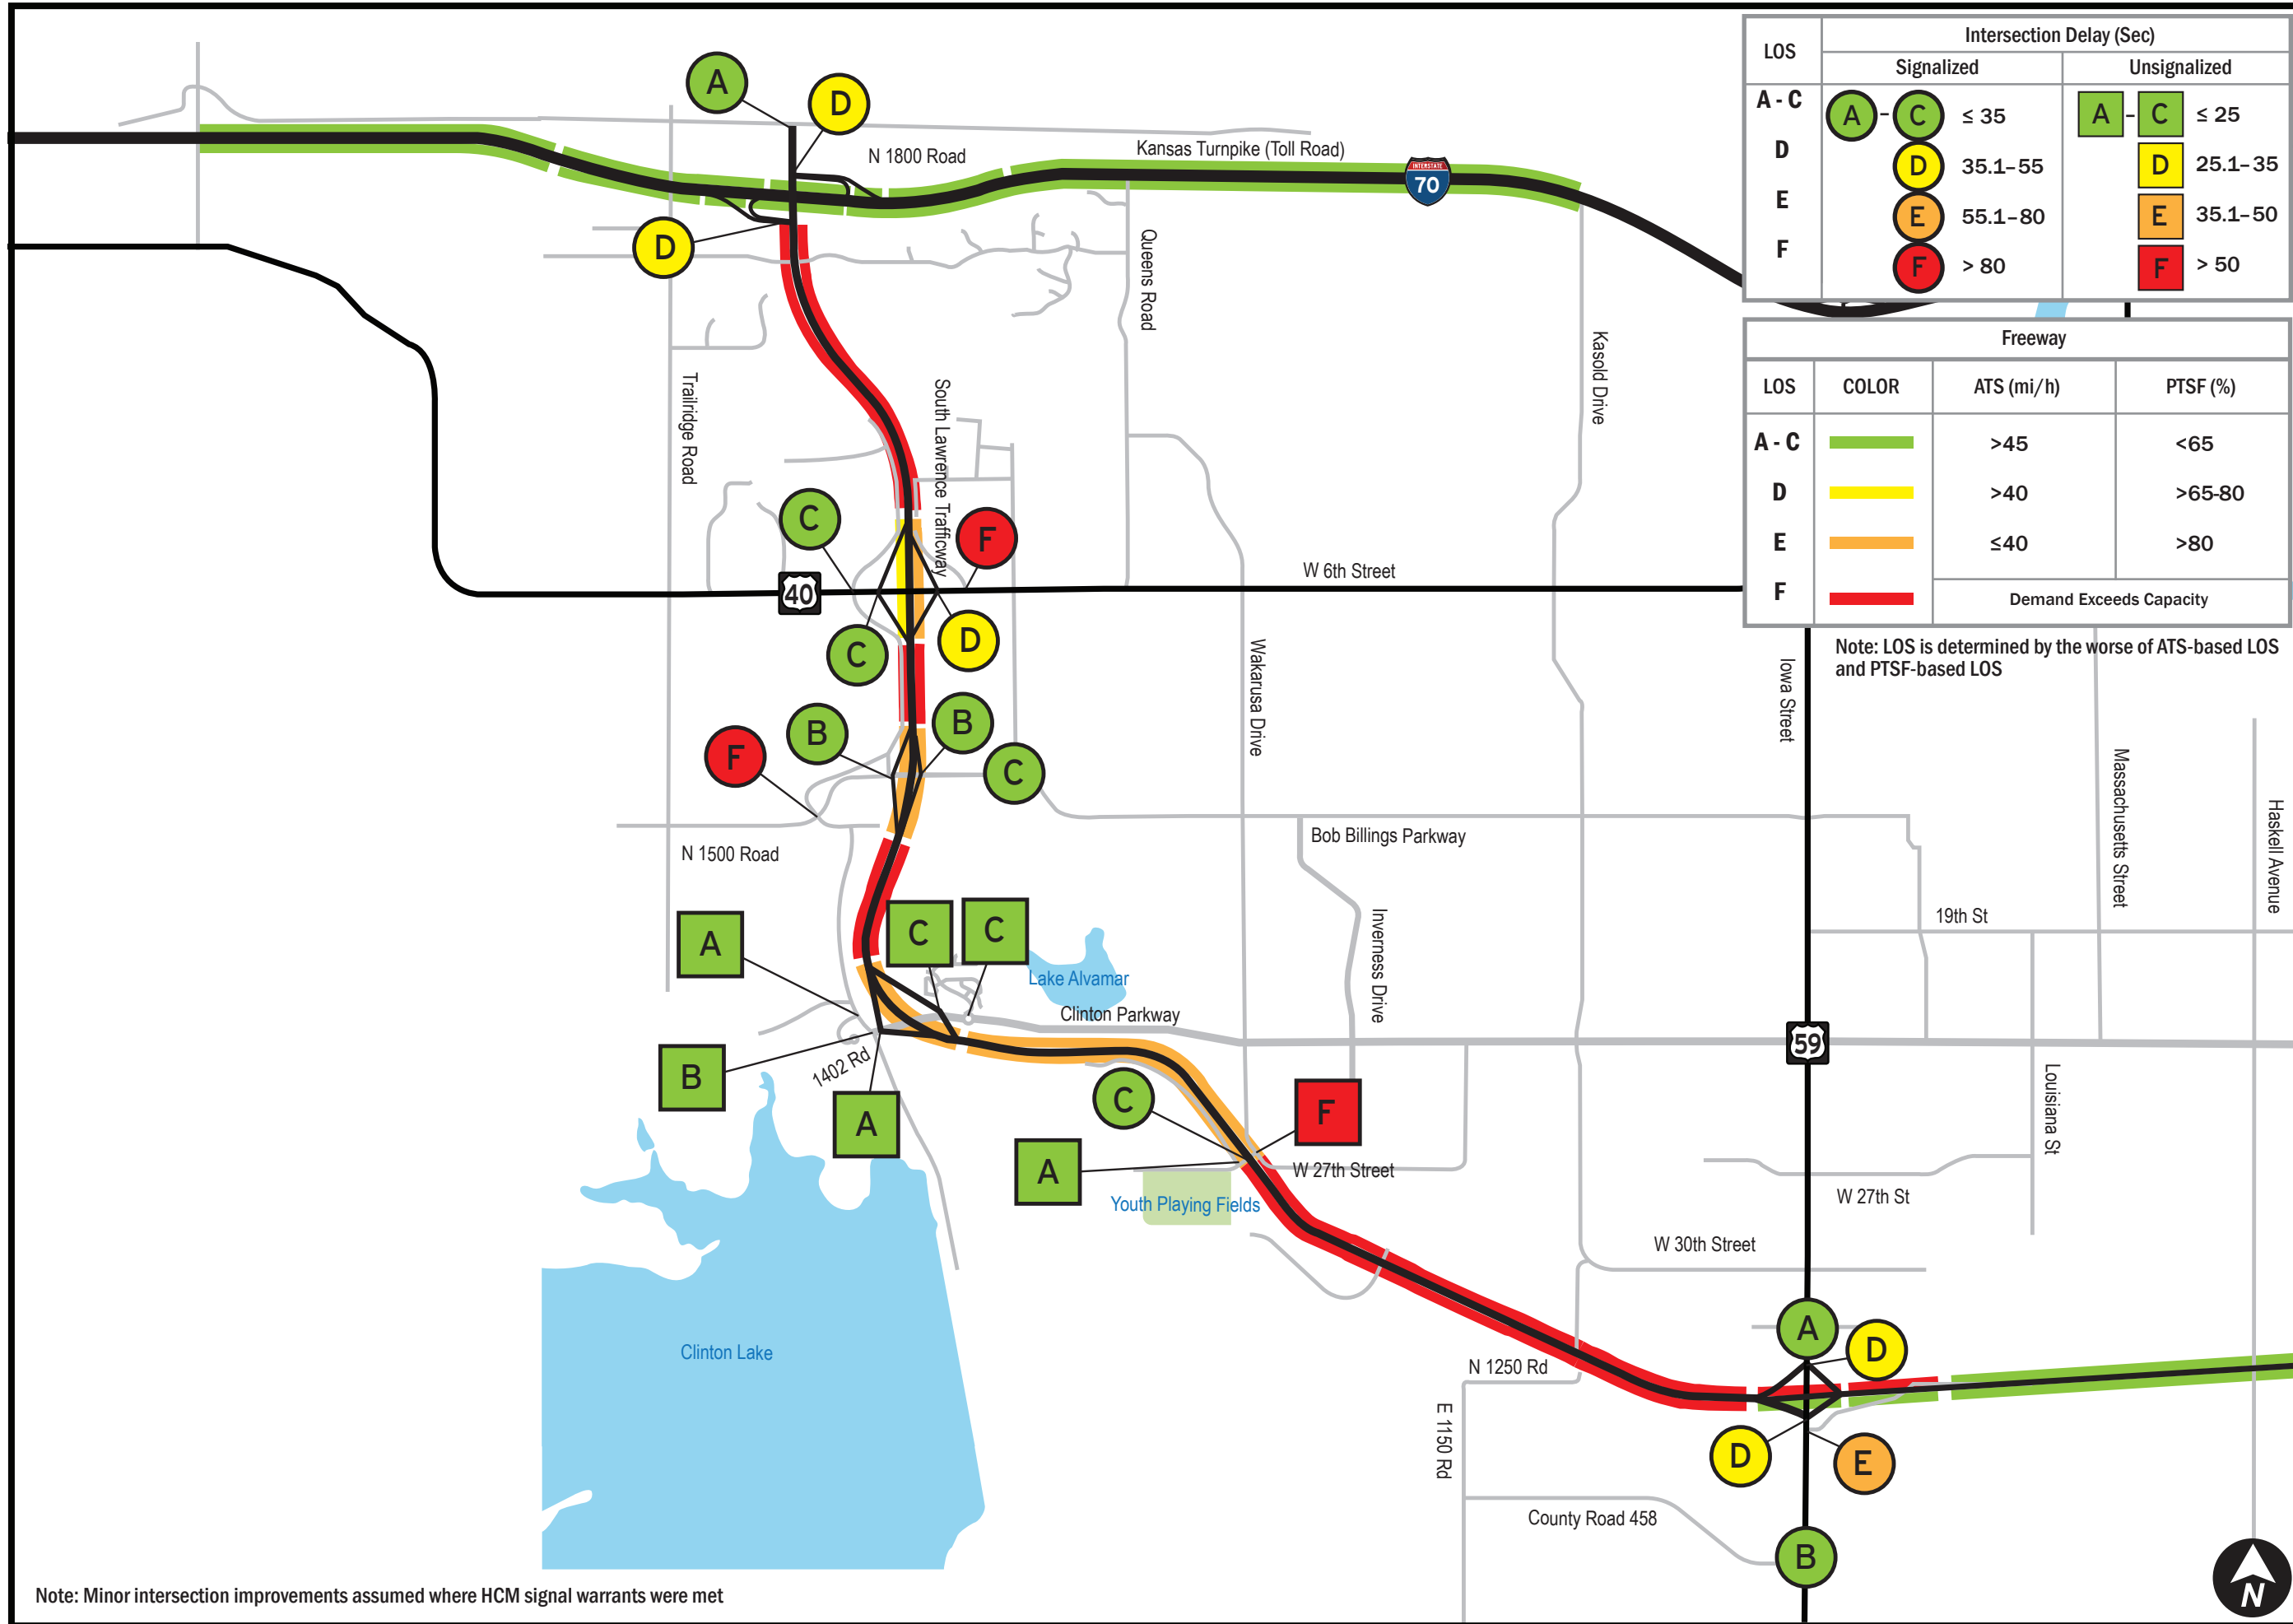 LOS
Intersection Delay (Sec)
Signalized
Unsignalized
A - C
A - C ≤ 35
A - C ≤ 25
D
D 35.1–55
D 25.1–35
E
E 55.1–80
E 35.1–50
F
F > 80
F > 50
Freeway
LOS COLOR ATS (mi/h) PTSF (%)
A - C >45 <65
D >40 >65-80
E ≤40 >80
F Demand Exceeds Capacity
Note: LOS is determined by the worse of ATS-based LOS
and PTSF-based LOS
A
D
N 1800 Road
Kansas Turnpike (Toll Road)
INTERSTATE
70
D
Queens Road
Kasold Drive
Trailridge Road
South Lawrence Trafficway
C
F
W 6th Street
40
C
D
Wakarusa Drive
Iowa Street
B
B
F
C
Massachusetts Street
Haskell Avenue
Bob Billings Parkway
N 1500 Road
A
C
C
19th St
Inverness Drive
Lake Alvamar
Clinton Parkway
59
1402 Rd
B
A
C
F
Louisiana St
A
W 27th Street
Youth Playing Fields
W 27th St
W 30th Street
Clinton Lake
A
D
N 1250 Rd
E 1150 Rd
D
E
County Road 458
B
N
Note: Minor intersection improvements assumed where HCM signal warrants were met